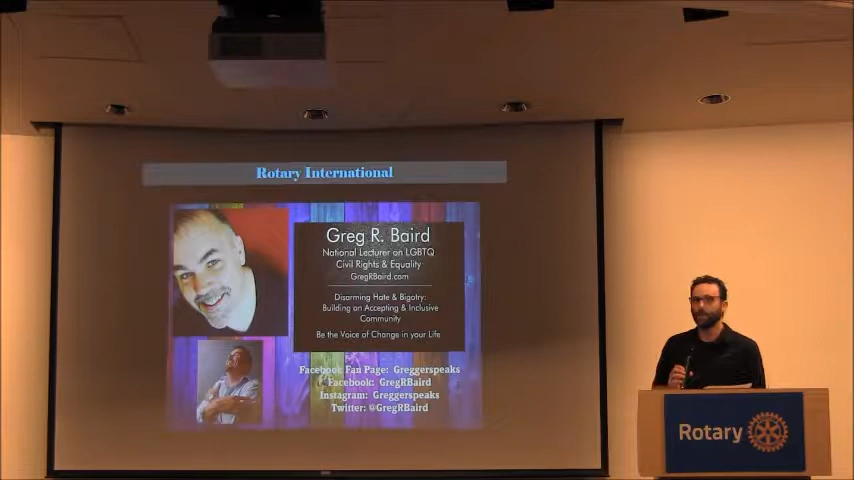 Rotary International
Greg R. Baird
National Lecturer on LGBTQ
Civil Rights & Equality
GregRBaird.com
Disarming Hate & Bigotry:
Building an Accepting & Inclusive
Community
Be the Voice of Change in your Life
Facebook Fan Page: Greggerspeaks
Facebook: GregRBaird
Instagram: Greggerspeaks
Twitter: @GregRBaird
Rotary